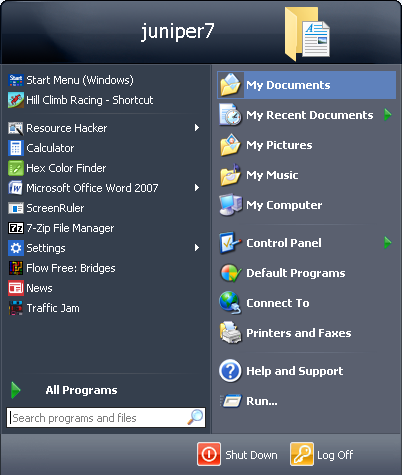 juniper7
Start Menu (Windows)
Hill Climb Racing - Shortcut
Resource Hacker
Calculator
Hex Color Finder
Microsoft Office Word 2007
ScreenRuler
7-Zip File Manager
Settings
Flow Free: Bridges
News
Traffic Jam
All Programs
Search programs and files
My Documents
My Recent Documents
My Pictures
My Music
My Computer
Control Panel
Default Programs
Connect To
Printers and Faxes
Help and Support
Run...
Shut Down
Log Off